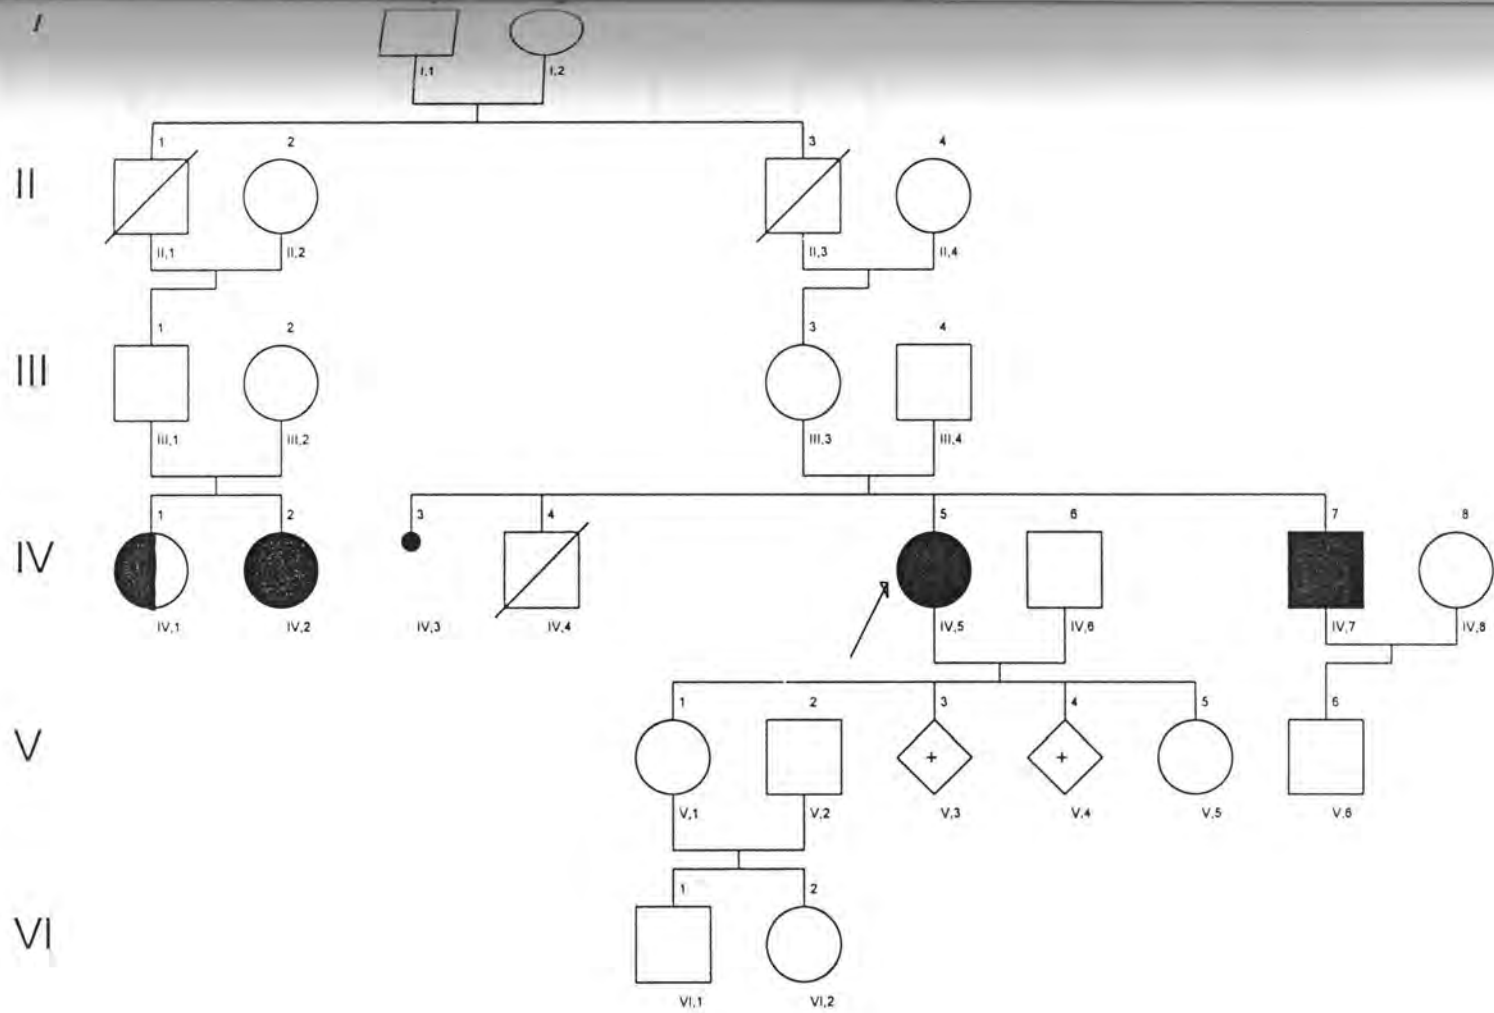 I
I,1 I,2
1 2 3 4
II
II,1 II,2 II,3 II,4
1 2 3 4
III
III,1 III,2 III,3 III,4
1 2 3 4 5 6 7 8
IV
IV,1 IV,2 IV,3 IV,4 IV,5 IV,6 IV,7 IV,8
1 2 3 4 5 6
V
+ +
V,1 V,2 V,3 V,4 V,5 V,6
1 2
VI
VI,1 VI,2